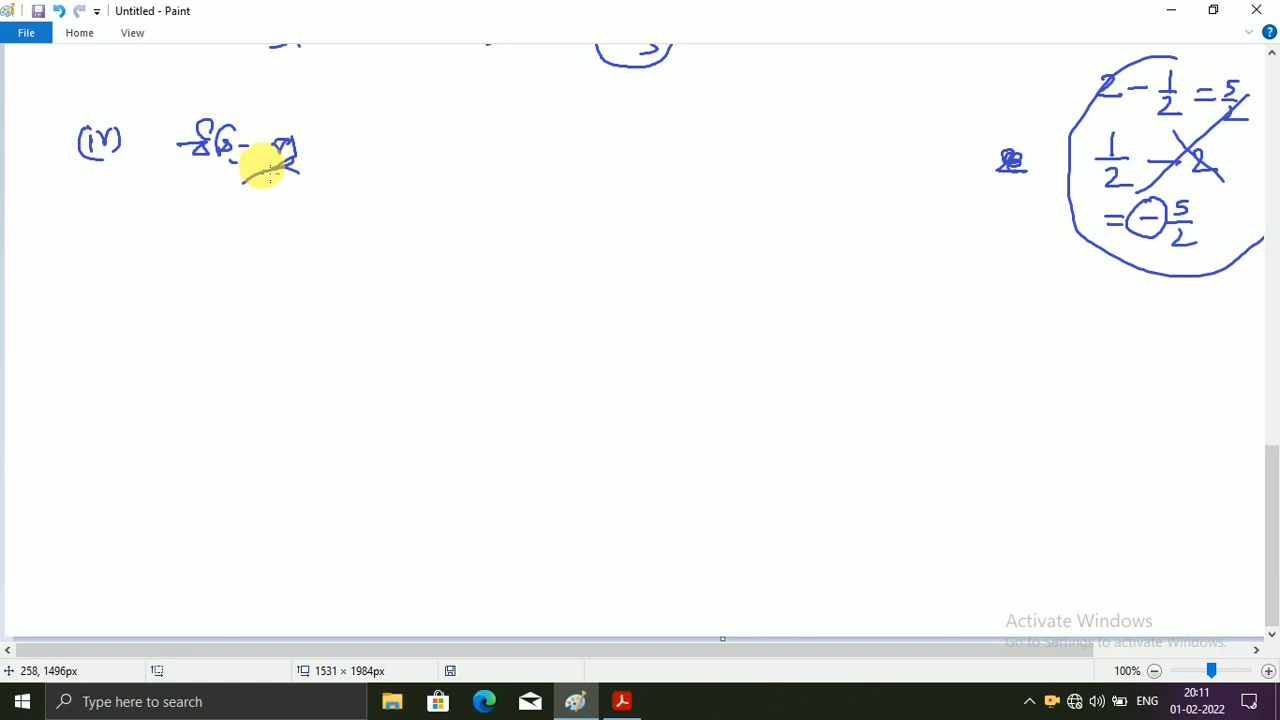 Untitled - Paint
File
Home
View
2 - 1/2 = 5/2
(iv)
1/2 - 2
= - 5/2
Activate Windows
Go to Settings to activate Windows.
258, 1496px
1531 × 1984px
100%
Type here to search
ENG
20:11
01-02-2022